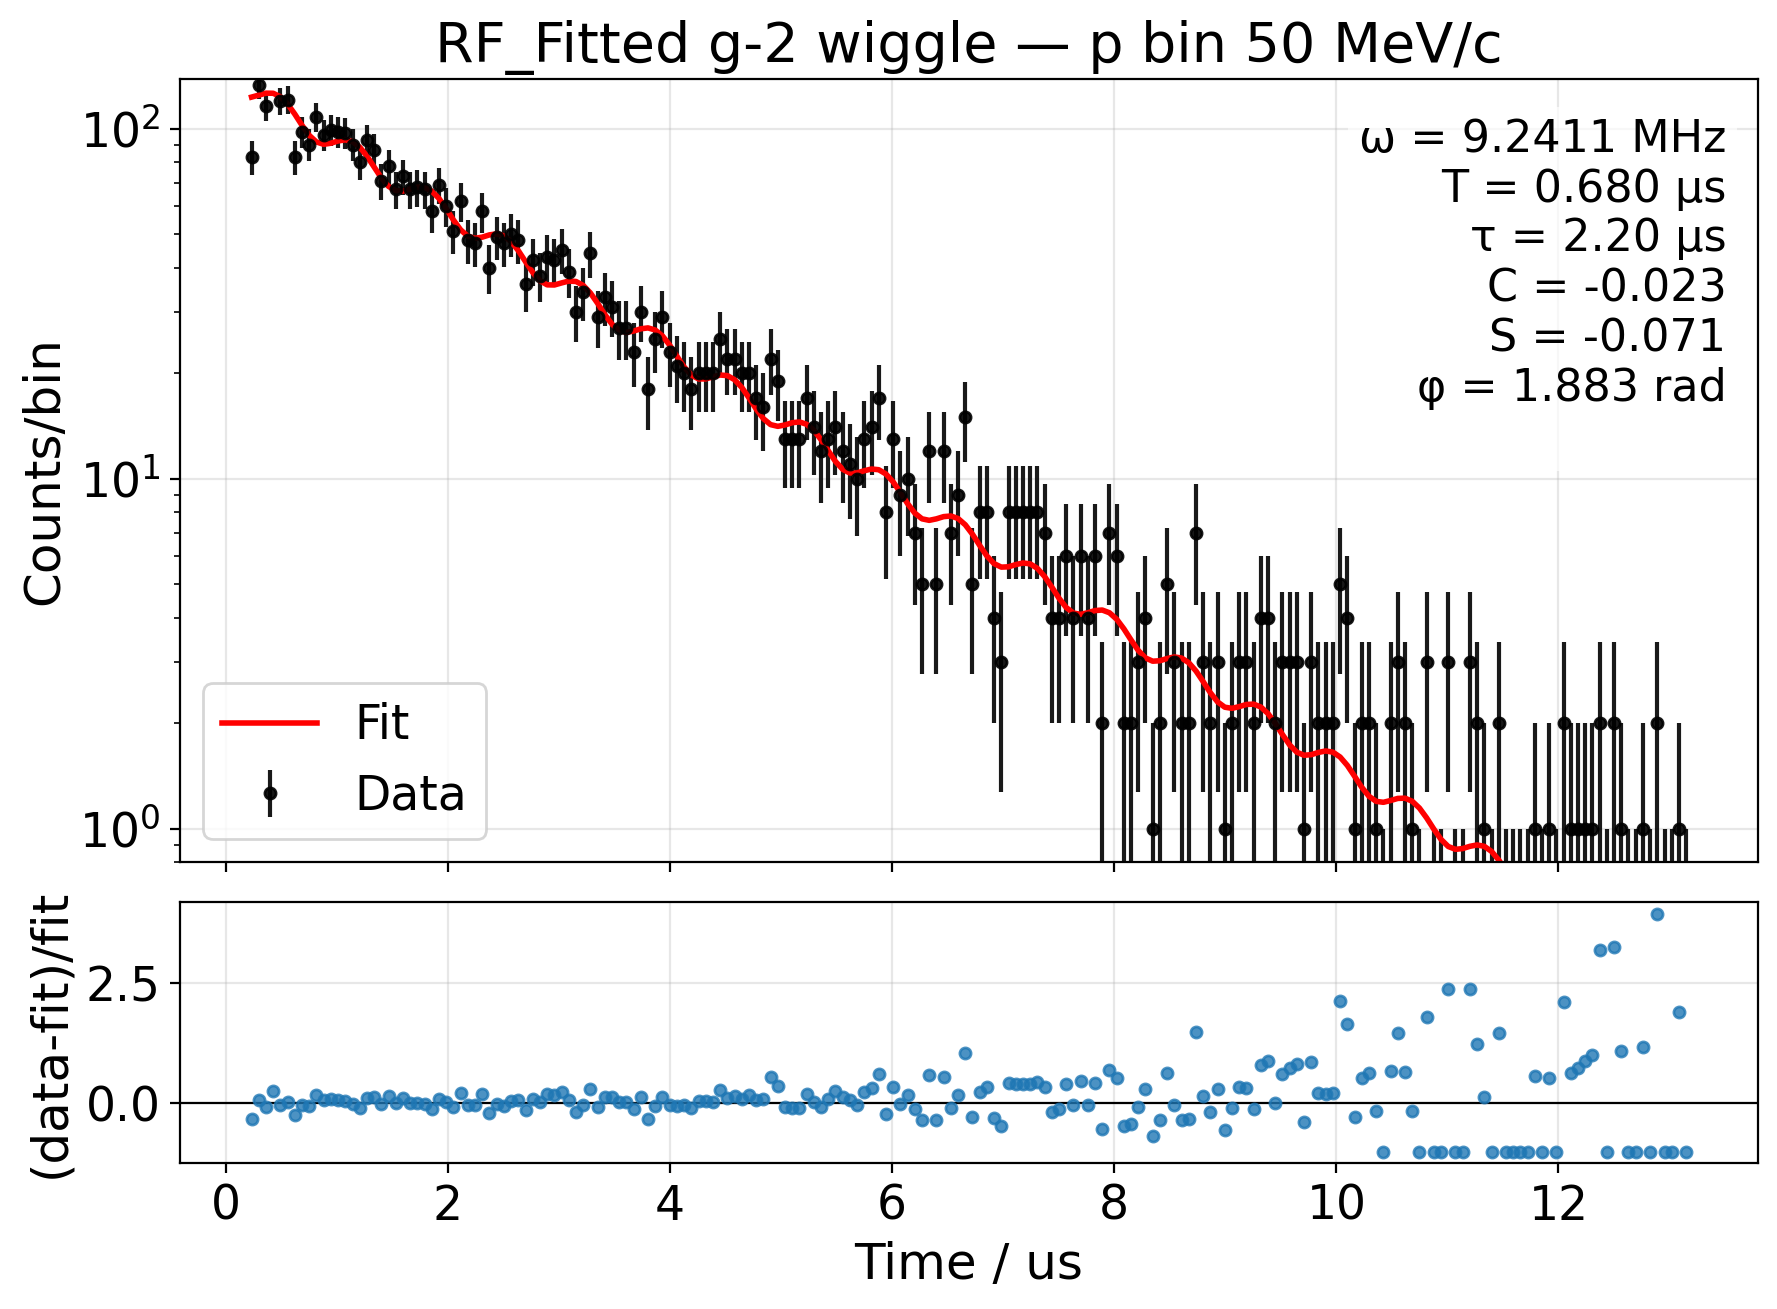 RF_Fitted g-2 wiggle — p bin 50 MeV/c
ω = 9.2411 MHz
T = 0.680 μs
τ = 2.20 μs
C = -0.023
S = -0.071
φ = 1.883 rad
Counts/bin
10²
10¹
10⁰
Fit
Data
(data-fit)/fit
2.5
0.0
0 2 4 6 8 10 12
Time / us